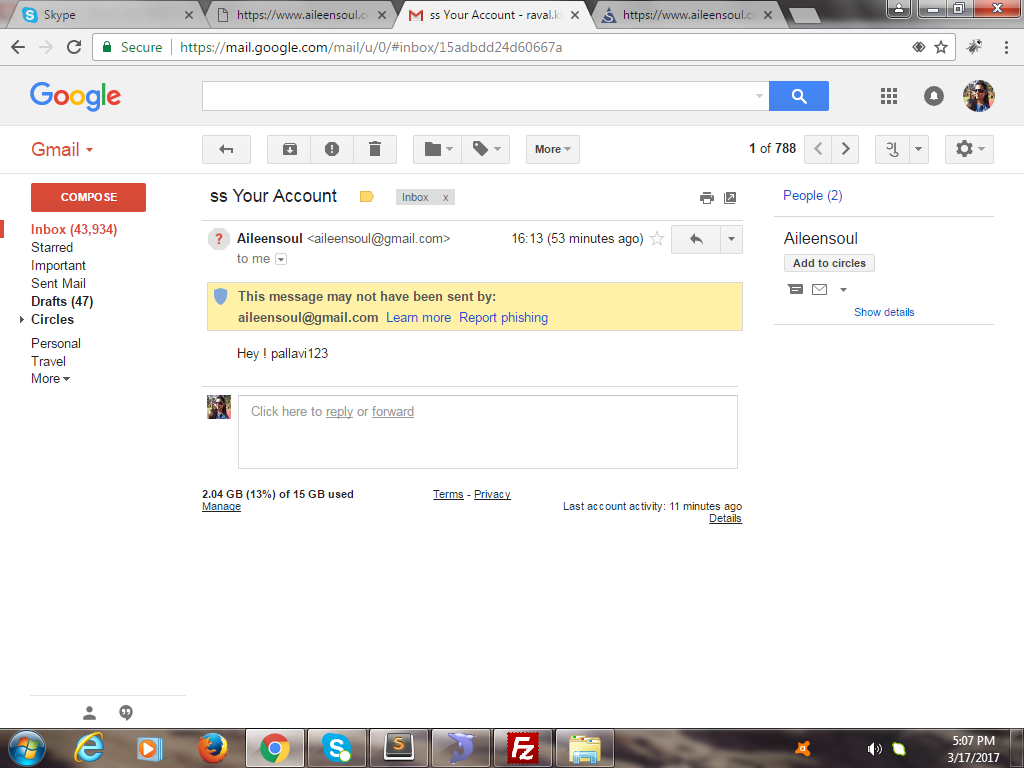 Skype
https://www.aileensoul.c
ss Your Account - raval.k
https://www.aileensoul.c
Secure
https://mail.google.com/mail/u/0/#inbox/15adbdd24d60667a
Google
Gmail
More
1 of 788
COMPOSE
Inbox (43,934)
Starred
Important
Sent Mail
Drafts (47)
Circles
Personal
Travel
More
ss Your Account
Inbox x
Aileensoul <aileensoul@gmail.com>
16:13 (53 minutes ago)
to me
This message may not have been sent by:
aileensoul@gmail.com Learn more Report phishing
Hey ! pallavi123
Click here to reply or forward
2.04 GB (13%) of 15 GB used
Manage
Terms - Privacy
Last account activity: 11 minutes ago
Details
People (2)
Aileensoul
Add to circles
Show details
5:07 PM
3/17/2017